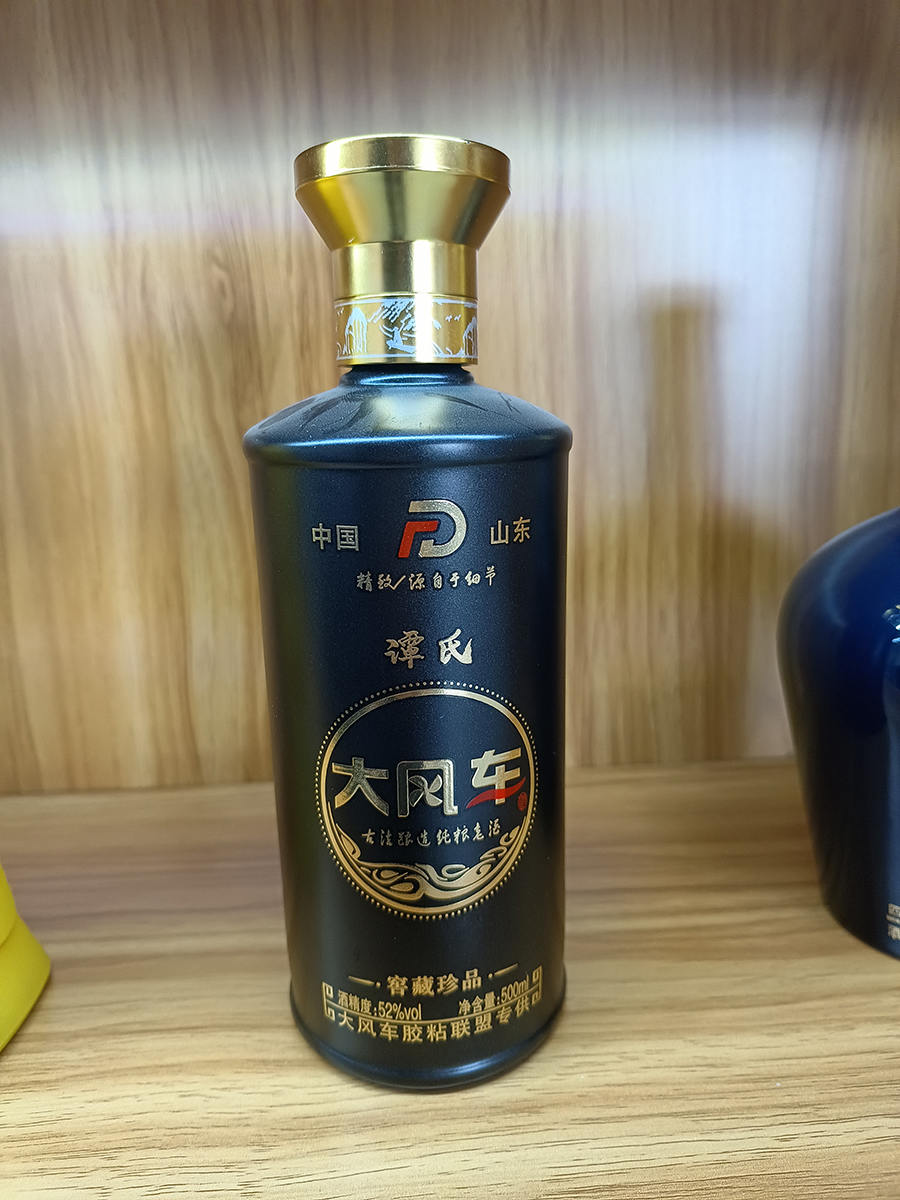 中国 山东
精致/源自于细节
谭氏
大风车
古法酿造纯粮老酒
窖藏珍品
酒精度:52%vol 净含量:500ml
大风车胶粘联盟专供